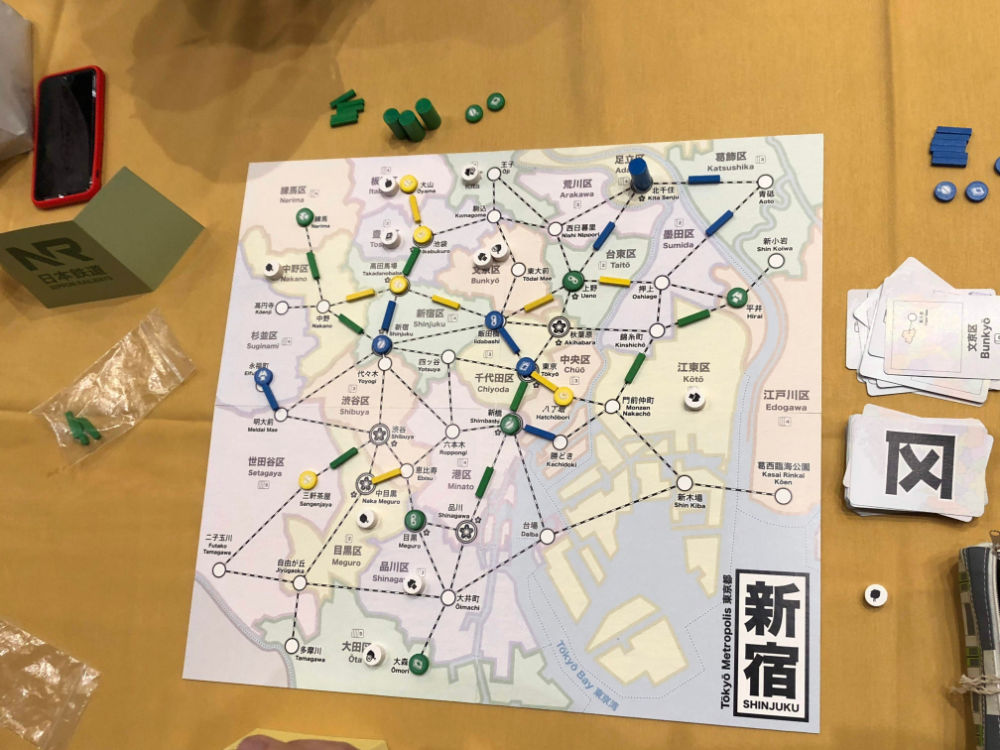 NR
日本鉄道
NIPPON RAILWAYS
練馬区
Nerima
練馬
大山
Oyama
王子
Oji
荒川区
Arakawa
足立区
北千住
Kita Senju
葛飾区
Katsushika
青砥
Aoto
駒込
Komagome
西日暮里
Nishi Nippori
墨田区
Sumida
新小岩
Shin Koiwa
池袋
Ikebukuro
台東区
Taitō
中野区
Nakano
高田馬場
Takadanobaba
文京区
Bunkyō
東大前
Tōdai Mae
上野
Ueno
押上
Oshiage
平井
Hirai
高円寺
Kōenji
中野
Nakano
新宿区
Shinjuku
新宿
Shinjuku
飯田橋
Iidabashi
秋葉原
Akihabara
錦糸町
Kinshichō
杉並区
Suginami
代々木
Yoyogi
四ッ谷
Yotsuya
千代田区
Chiyoda
東京
Tōkyō
中央区
Chūō
江東区
Kōtō
江戸川区
Edogawa
永福町
渋谷区
Shibuya
八丁堀
Hatchōbori
門前仲町
Monzen
Nakachō
明大前
Meidai Mae
渋谷
Shibuya
六本木
Roppongi
新橋
Shimbashi
勝どき
Kachidoki
世田谷区
Setagaya
恵比寿
Ebisu
港区
Minato
三軒茶屋
Sangenjaya
中目黒
Naka Meguro
品川
Shinagawa
新木場
Shin Kiba
葛西臨海公園
Kasai Rinkai
Kōen
目黒
Meguro
台場
Daiba
二子玉川
Futako
Tamagawa
自由が丘
Jiyūgaoka
目黒区
Meguro
品川区
大井町
Ōimachi
多摩川
Tamagawa
大田区
Ōta
大森
Ōmori
Tōkyō Bay 東京湾
Tōkyō Metropolis 東京都
新宿
SHINJUKU
文京区
Bunkyō
区